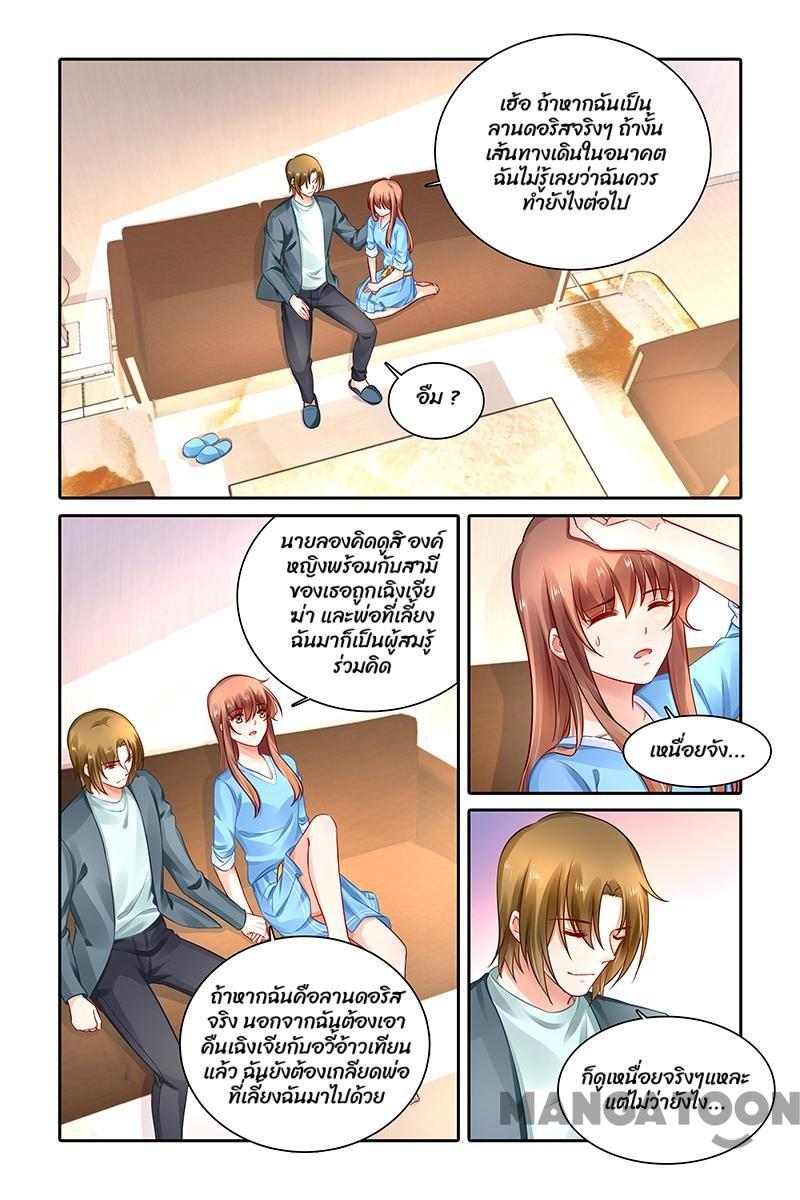 เฮ้อ ถ้าหากฉันเป็น
ลานดอริสจริงๆ ถ้างั้น
เส้นทางเดินในอนาคต
ฉันไม่รู้เลยว่าฉันควร
ทำยังไงต่อไป
อืม ?
นายลองคิดดูสิ องค์
หญิงพร้อมกับสามี
ของเธอถูกเฉิงเจีย
ฆ่า และพ่อที่เลี้ยง
ฉันมาก็เป็นผู้สมรู้
ร่วมคิด
เหนื่อยจัง...
ถ้าหากฉันคือลานดอริส
จริง นอกจากฉันต้องเอา
คืนเฉิงเจียกับอวี้อ้าวเทียน
แล้ว ฉันยังต้องเกลียดพ่อ
ที่เลี้ยงฉันมาไปด้วย
ก็ดูเหนื่อยจริงๆแหละ
แต่ไม่ว่ายังไง...
MANGATOON